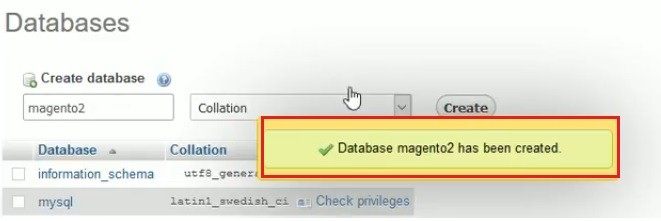 Databases
Create database
magento2 Collation Create
Database magento2 has been created.
Database Collation
information_schema utf8_genera
mysql latin1_swedish_ci Check privileges